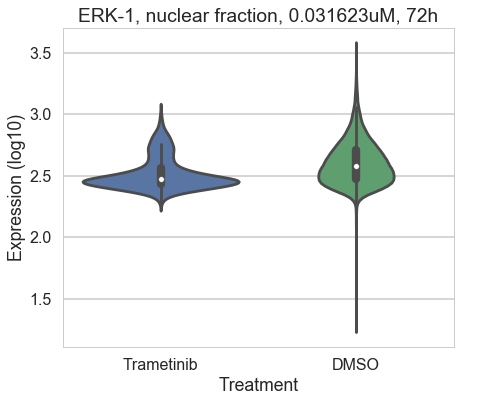 ERK-1, nuclear fraction, 0.031623uM, 72h
Expression (log10)
3.5
3.0
2.5
2.0
1.5
Trametinib DMSO
Treatment